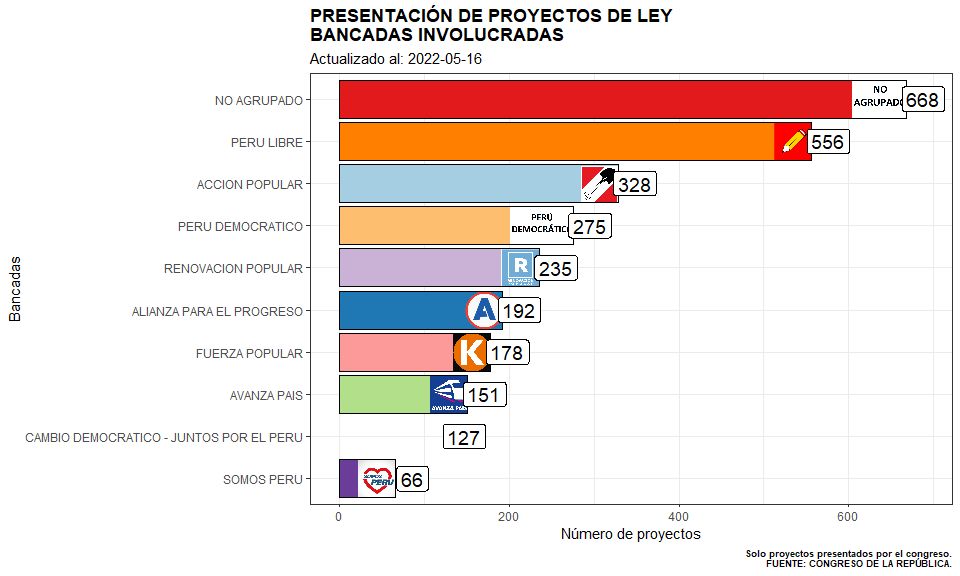 PRESENTACIÓN DE PROYECTOS DE LEY
BANCADAS INVOLUCRADAS
Actualizado al: 2022-05-16
Bancadas
NO AGRUPADO
NO
AGRUPADO
668
PERU LIBRE
556
ACCION POPULAR
328
PERU DEMOCRATICO
PERÚ
DEMOCRÁTICO
275
RENOVACION POPULAR
R
235
ALIANZA PARA EL PROGRESO
A
192
FUERZA POPULAR
K
178
AVANZA PAIS
AVANZA PAÍS
151
CAMBIO DEMOCRATICO - JUNTOS POR EL PERU
127
SOMOS PERU
SOMOS
PERU
66
0 200 400 600
Número de proyectos
Solo proyectos presentados por el congreso.
FUENTE: CONGRESO DE LA REPÚBLICA.